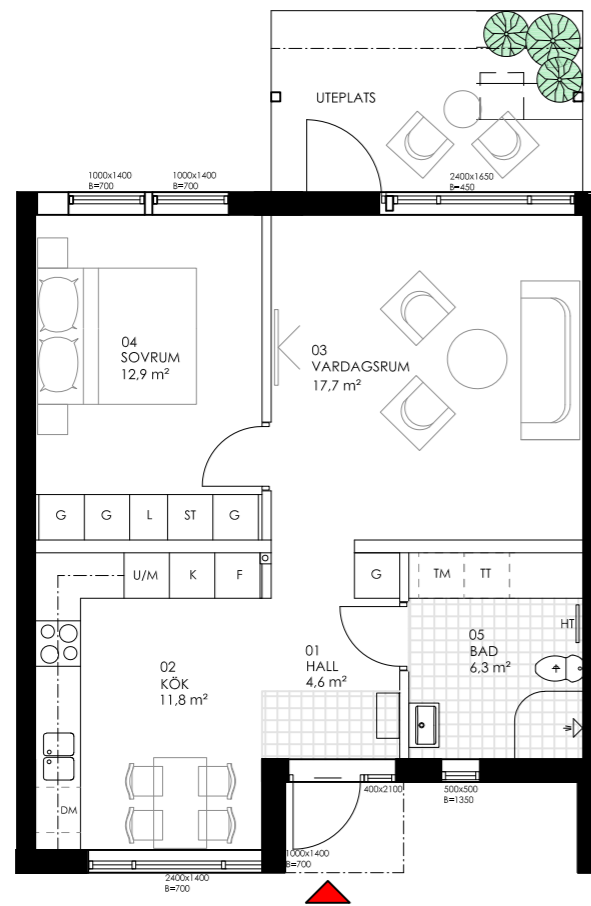 UTEPLATS
1000x1400
B=700
1000x1400
B=700
2400x1650
B=450
04
SOVRUM
12,9 m²
03
VARDAGSRUM
17,7 m²
G
G
L
ST
G
U/M
K
F
G
TM
TT
HT
02
KÖK
11,8 m²
01
HALL
4,6 m²
05
BAD
6,3 m²
DM
400x2100
500x500
B=1350
1000x1400
B=700
2400x1400
B=700